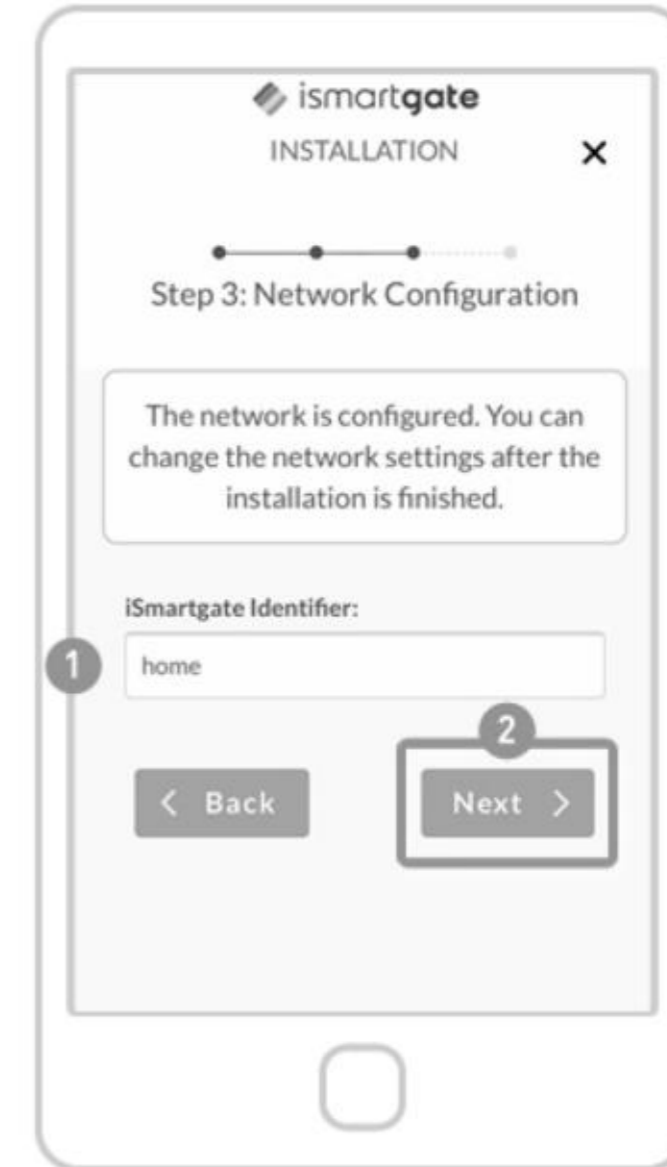 ismartgate
INSTALLATION
Step 3: Network Configuration
The network is configured. You can
change the network settings after the
installation is finished.
iSmartgate Identifier:
1
home
2
Back
Next